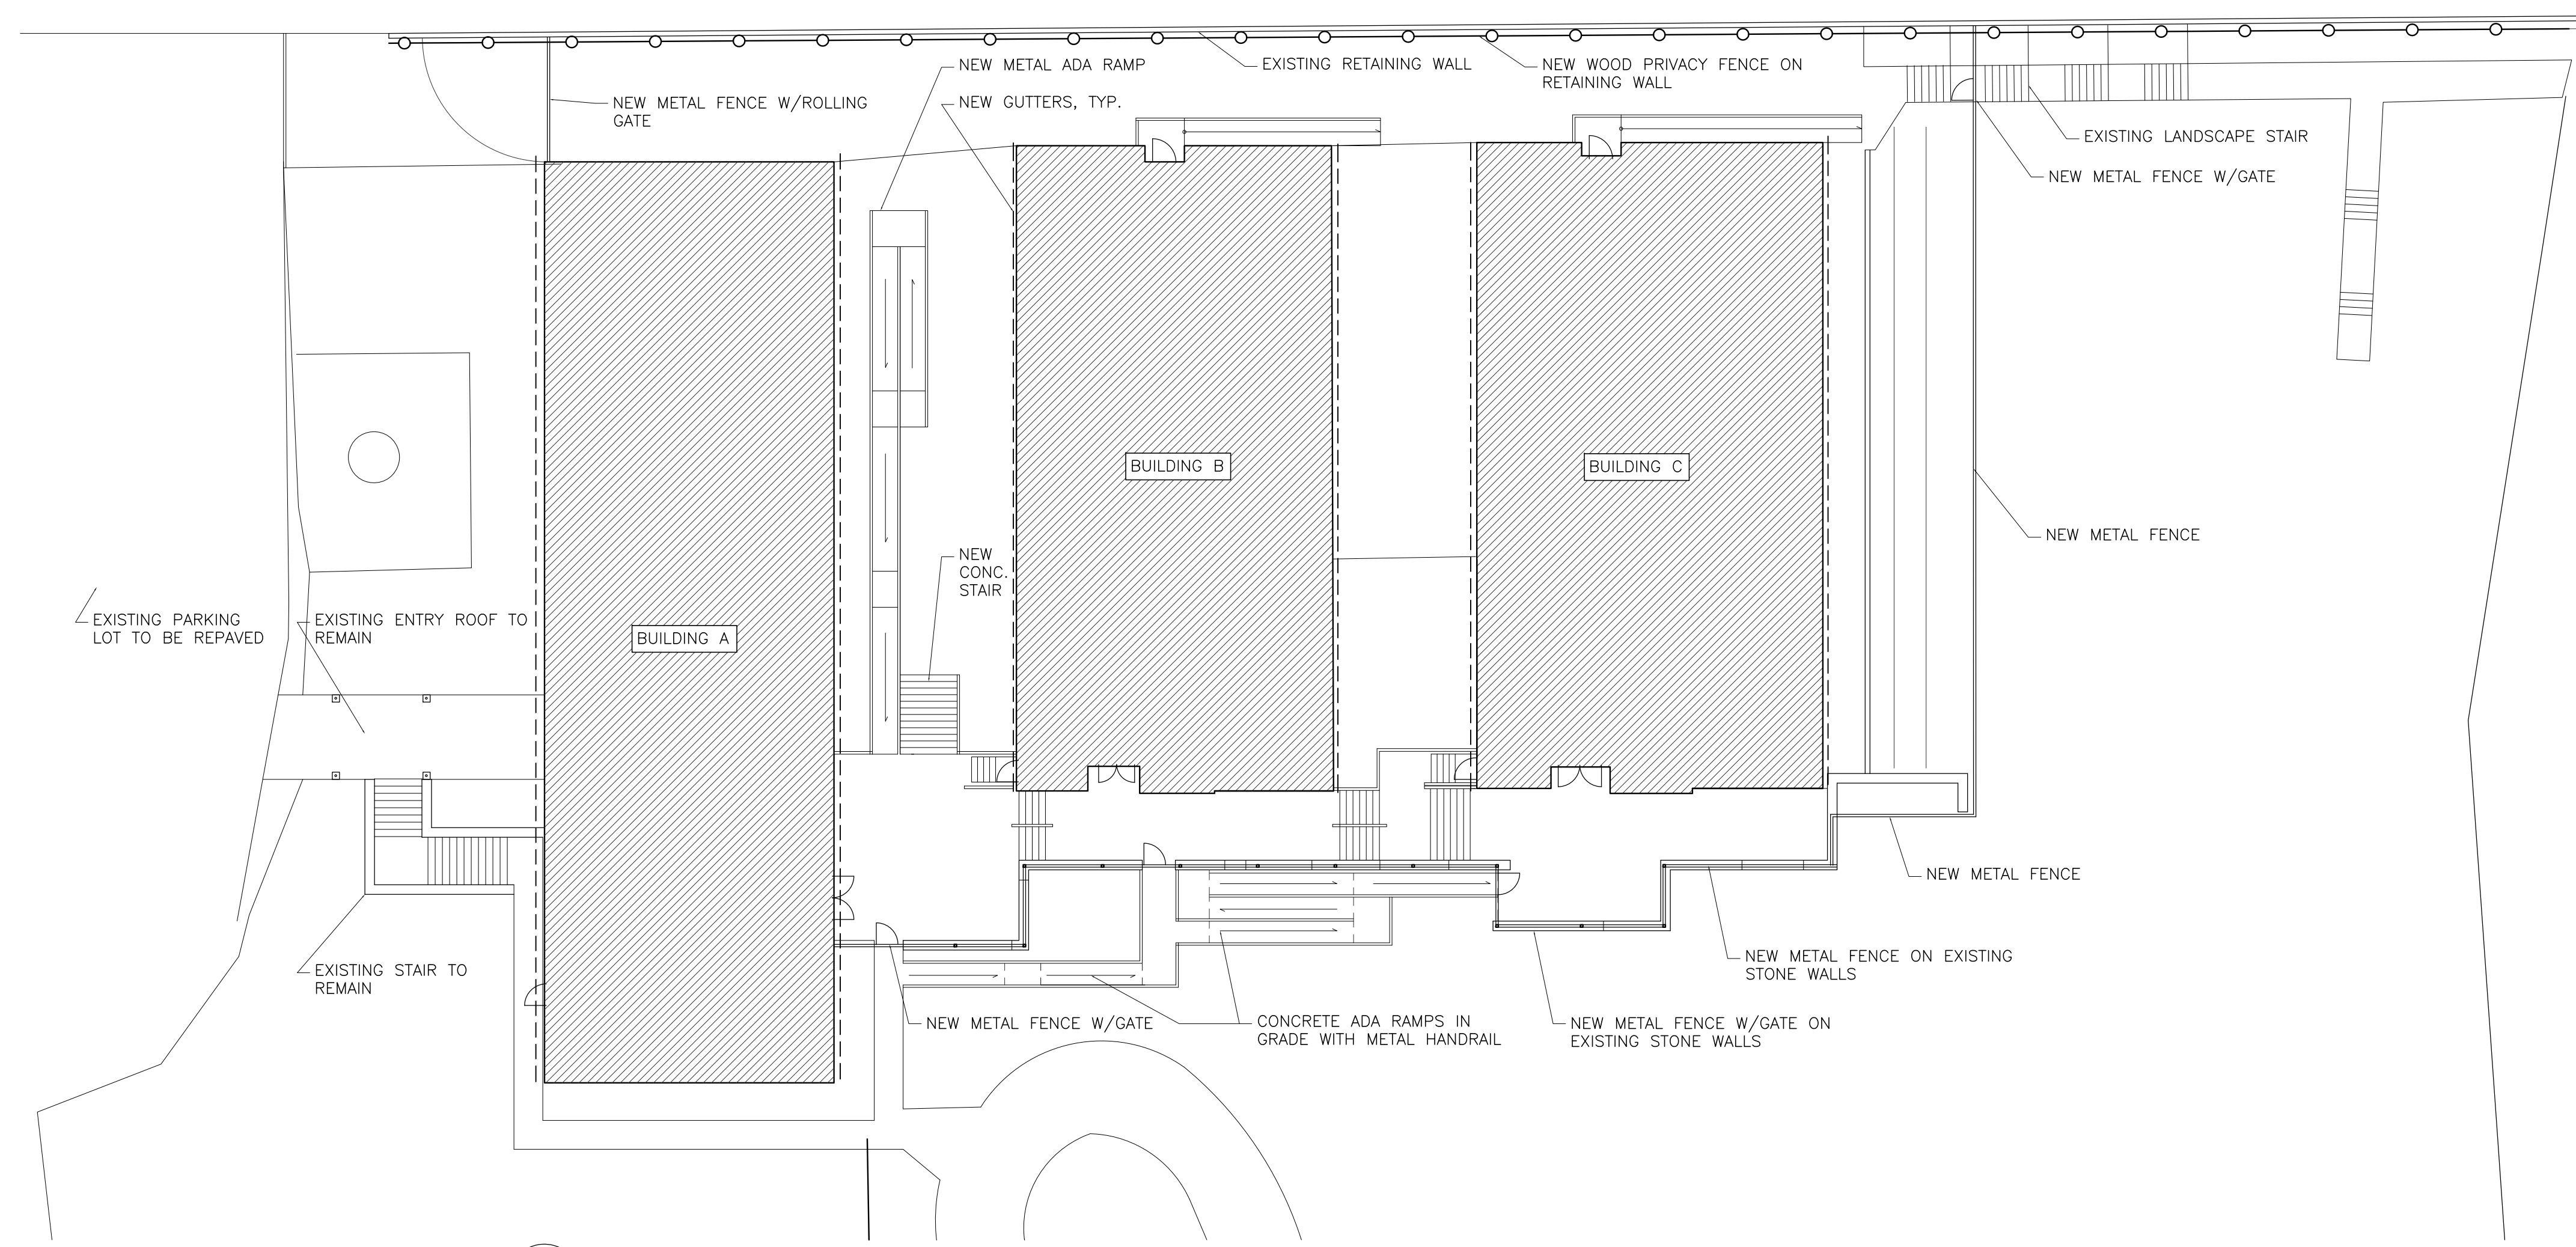 NEW METAL ADA RAMP
EXISTING RETAINING WALL
NEW WOOD PRIVACY FENCE ON
RETAINING WALL
NEW METAL FENCE W/ROLLING
GATE
NEW GUTTERS, TYP.
EXISTING LANDSCAPE STAIR
NEW METAL FENCE W/GATE
BUILDING B
BUILDING C
NEW METAL FENCE
NEW
CONC.
STAIR
EXISTING PARKING
LOT TO BE REPAVED
EXISTING ENTRY ROOF TO
REMAIN
BUILDING A
NEW METAL FENCE
NEW METAL FENCE ON EXISTING
STONE WALLS
EXISTING STAIR TO
REMAIN
NEW METAL FENCE W/GATE
CONCRETE ADA RAMPS IN
GRADE WITH METAL HANDRAIL
NEW METAL FENCE W/GATE ON
EXISTING STONE WALLS